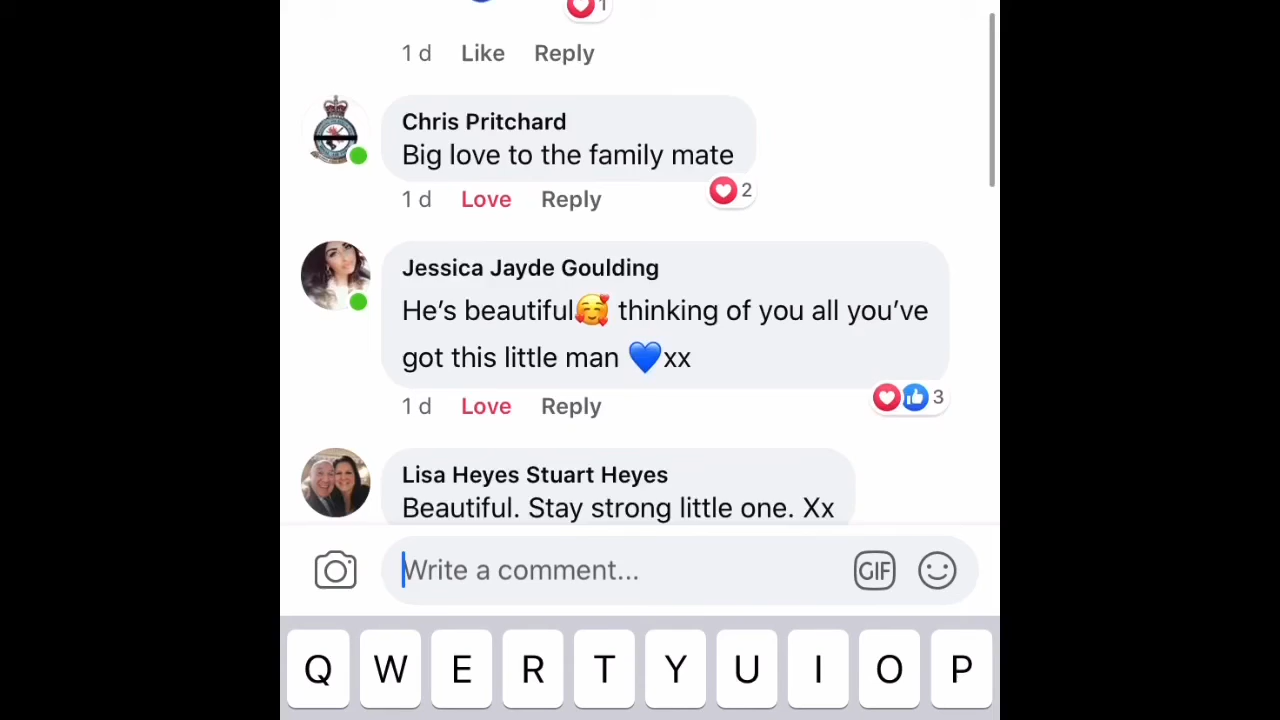 1
1 d Like Reply
Chris Pritchard
Big love to the family mate
1 d Love Reply 2
Jessica Jayde Goulding
He's beautiful🥰 thinking of you all you've
got this little man 💙xx
1 d Love Reply 3
Lisa Heyes Stuart Heyes
Beautiful. Stay strong little one. Xx
Write a comment...
GIF
Q W E R T Y U I O P